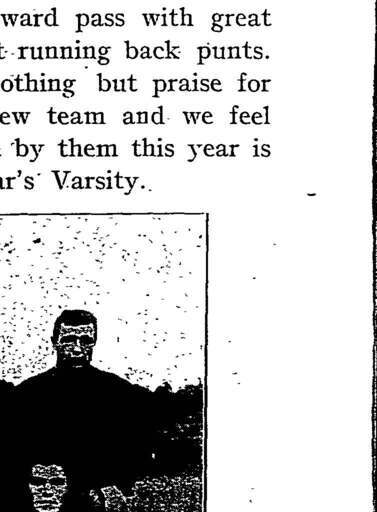 ward pass with great
t running back punts.
othing but praise for
ew team and we feel
by them this year is
ar's Varsity.